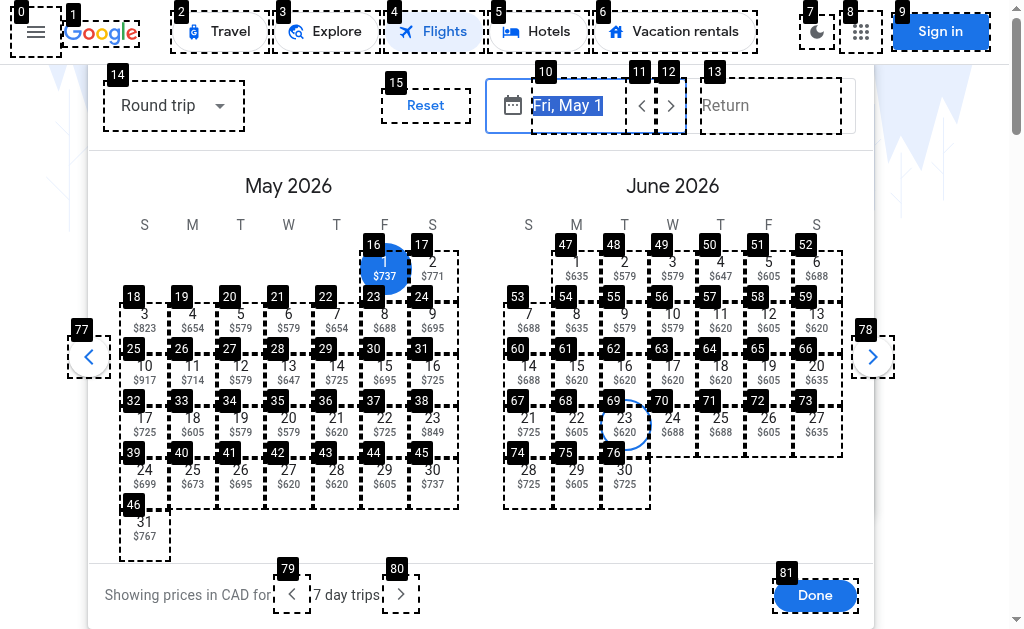 0 1 2 3 4 5 6 7 8 9
Google Travel Explore Flights Hotels Vacation rentals Sign in
14 15 10 11 12 13
Round trip Reset Fri, May 1 Return
May 2026 June 2026
S M T W T F S S M T W T F S
16 17 47 48 49 50 51 52
1 2 1 2 3 4 5 6
$737 $771 $635 $579 $579 $647 $605 $688
18 19 20 21 22 23 24 53 54 55 56 57 58 59
3 4 5 6 7 8 9 7 8 9 10 11 12 13
$823 $654 $579 $579 $654 $688 $695 $688 $635 $579 $579 $620 $605 $620
77 25 26 27 28 29 30 31 60 61 62 63 64 65 66 78
10 11 12 13 14 15 16 14 15 16 17 18 19 20
$917 $714 $579 $647 $725 $695 $725 $688 $620 $620 $620 $620 $605 $635
32 33 34 35 36 37 38 67 68 69 70 71 72 73
17 18 19 20 21 22 23 21 22 23 24 25 26 27
$725 $605 $579 $579 $620 $725 $849 $725 $605 $620 $688 $688 $605 $635
39 40 41 42 43 44 45 74 75 76
24 25 26 27 28 29 30 28 29 30
$699 $673 $695 $620 $620 $605 $737 $725 $605 $725
46
31
$767
79 80 81
Showing prices in CAD for 7 day trips Done